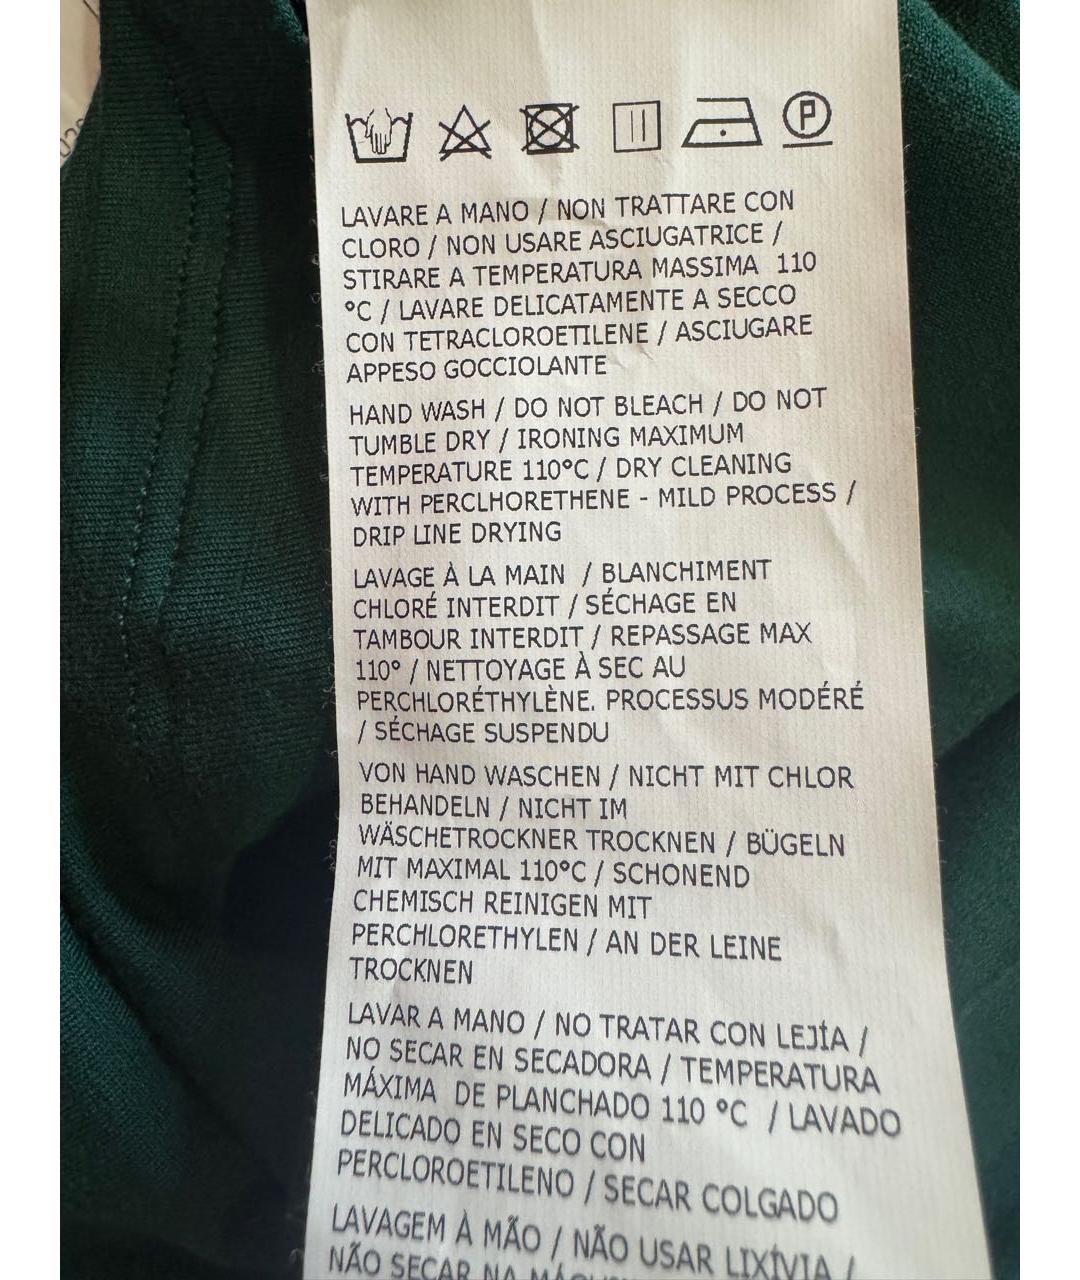 P
LAVARE A MANO / NON TRATTARE CON
CLORO / NON USARE ASCIUGATRICE /
STIRARE A TEMPERATURA MASSIMA 110
°C / LAVARE DELICATAMENTE A SECCO
CON TETRACLOROETILENE / ASCIUGARE
APPESO GOCCIOLANTE
HAND WASH / DO NOT BLEACH / DO NOT
TUMBLE DRY / IRONING MAXIMUM
TEMPERATURE 110°C / DRY CLEANING
WITH PERCLHORETHENE - MILD PROCESS /
DRIP LINE DRYING
LAVAGE À LA MAIN / BLANCHIMENT
CHLORÉ INTERDIT / SÉCHAGE EN
TAMBOUR INTERDIT / REPASSAGE MAX
110° / NETTOYAGE À SEC AU
PERCHLORÉTHYLÈNE. PROCESSUS MODÉRÉ
/ SÉCHAGE SUSPENDU
VON HAND WASCHEN / NICHT MIT CHLOR
BEHANDELN / NICHT IM
WÄSCHETROCKNER TROCKNEN / BÜGELN
MIT MAXIMAL 110°C / SCHONEND
CHEMISCH REINIGEN MIT
PERCHLORETHYLEN / AN DER LEINE
TROCKNEN
LAVAR A MANO / NO TRATAR CON LEJÍA /
NO SECAR EN SECADORA / TEMPERATURA
MÁXIMA DE PLANCHADO 110 °C / LAVADO
DELICADO EN SECO CON
PERCLOROETILENO / SECAR COLGADO
LAVAGEM À MÃO / NÃO USAR LIXÍVIA /
NÃO SECAR NA